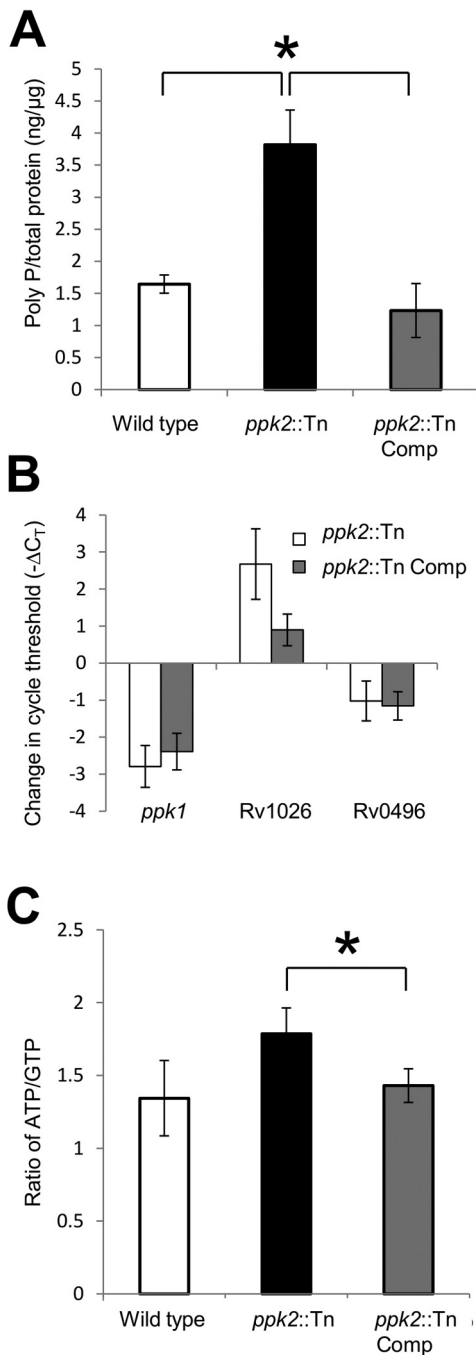 A
*
Poly P/total protein (ng/µg)
5
4.5
4
3.5
3
2.5
2
1.5
1
0.5
0
Wild type
ppk2::Tn
ppk2::Tn
Comp
B
Change in cycle threshold (-ΔCT)
4
3
2
1
0
-1
-2
-3
-4
ppk2::Tn
ppk2::Tn Comp
ppk1
Rv1026
Rv0496
C
*
Ratio of ATP/GTP
2.5
2
1.5
1
0.5
0
Wild type
ppk2::Tn
ppk2::Tn
Comp